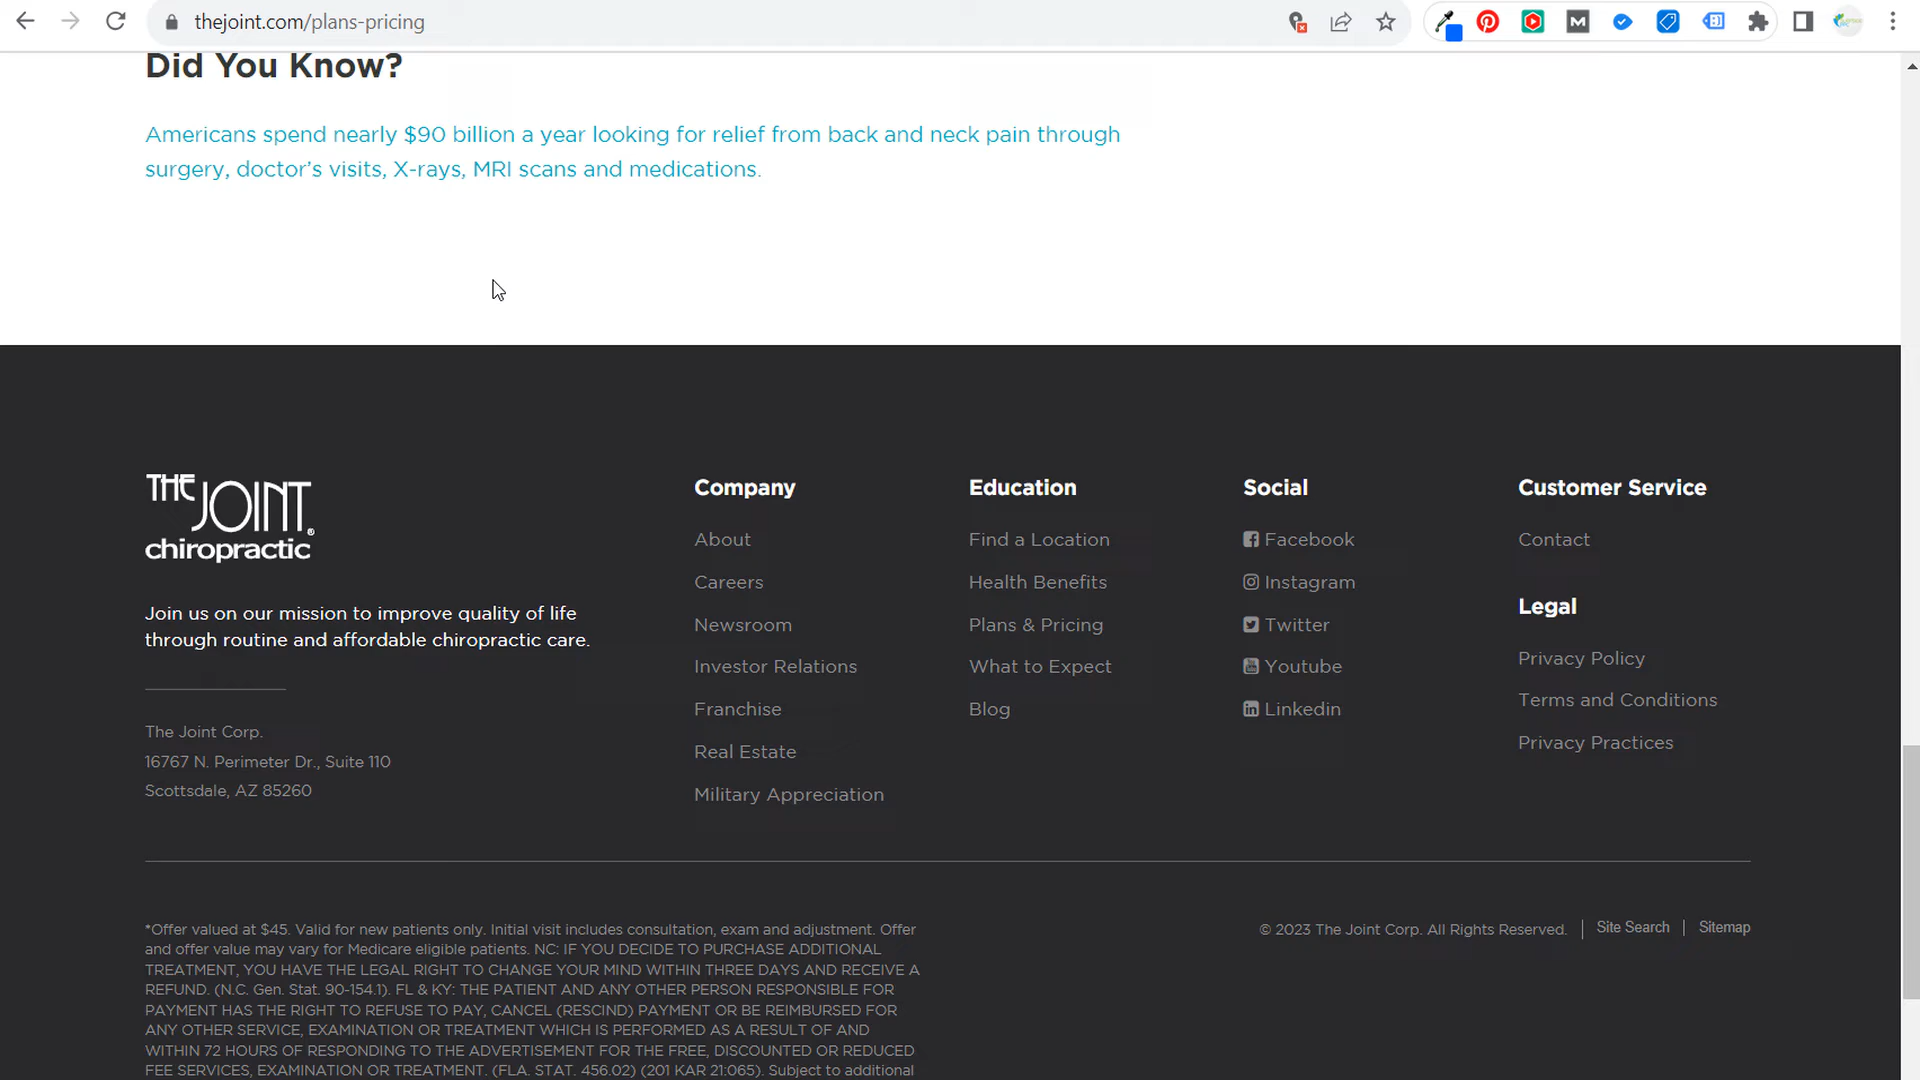 thejoint.com/plans-pricing
Did You Know?
Americans spend nearly $90 billion a year looking for relief from back and neck pain through
surgery, doctor's visits, X-rays, MRI scans and medications.
THE JOINT®
chiropractic
Join us on our mission to improve quality of life
through routine and affordable chiropractic care.
The Joint Corp.
16767 N. Perimeter Dr., Suite 110
Scottsdale, AZ 85260
Company
About
Careers
Newsroom
Investor Relations
Franchise
Real Estate
Military Appreciation
Education
Find a Location
Health Benefits
Plans & Pricing
What to Expect
Blog
Social
Facebook
Instagram
Twitter
Youtube
Linkedin
Customer Service
Contact
Legal
Privacy Policy
Terms and Conditions
Privacy Practices
*Offer valued at $45. Valid for new patients only. Initial visit includes consultation, exam and adjustment. Offer
and offer value may vary for Medicare eligible patients. NC: IF YOU DECIDE TO PURCHASE ADDITIONAL
TREATMENT, YOU HAVE THE LEGAL RIGHT TO CHANGE YOUR MIND WITHIN THREE DAYS AND RECEIVE A
REFUND. (N.C. Gen. Stat. 90-154.1). FL & KY: THE PATIENT AND ANY OTHER PERSON RESPONSIBLE FOR
PAYMENT HAS THE RIGHT TO REFUSE TO PAY, CANCEL (RESCIND) PAYMENT OR BE REIMBURSED FOR
ANY OTHER SERVICE, EXAMINATION OR TREATMENT WHICH IS PERFORMED AS A RESULT OF AND
WITHIN 72 HOURS OF RESPONDING TO THE ADVERTISEMENT FOR THE FREE, DISCOUNTED OR REDUCED
FEE SERVICES, EXAMINATION OR TREATMENT. (FLA. STAT. 456.02) (201 KAR 21:065). Subject to additional
© 2023 The Joint Corp. All Rights Reserved. | Site Search | Sitemap